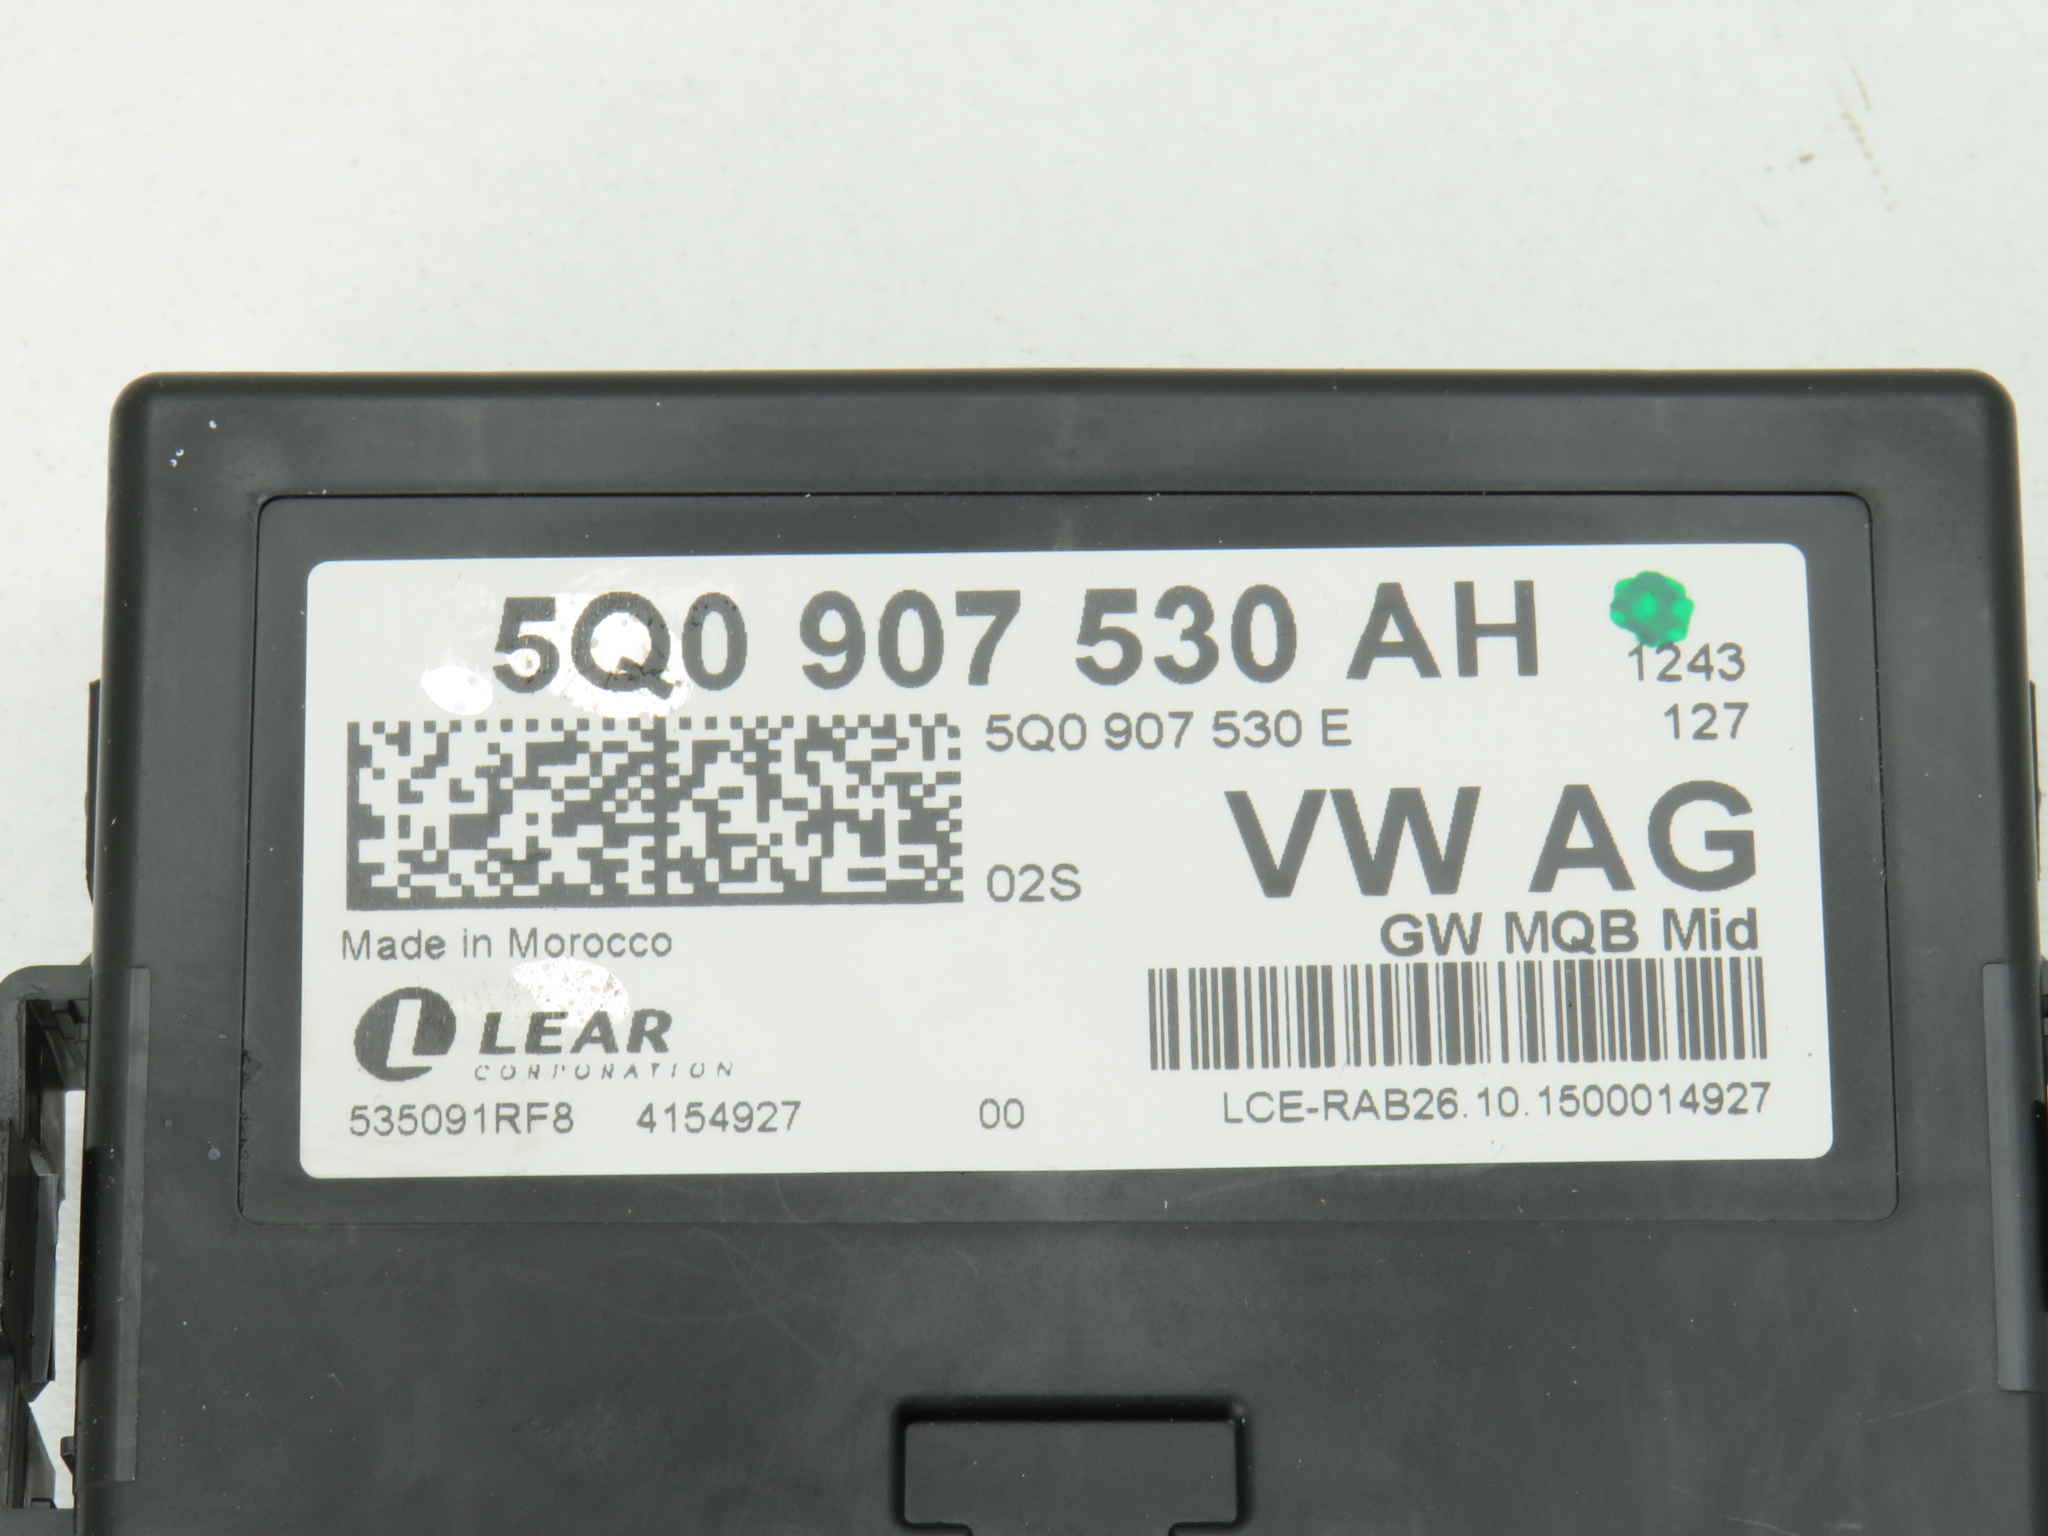 5Q0 907 530 AH
1243
5Q0 907 530 E
127
VW AG
02S
GW MQB Mid
Made in Morocco
L LEAR
CORPORATION
535091RF8 4154927 00 LCE-RAB26.10.1500014927